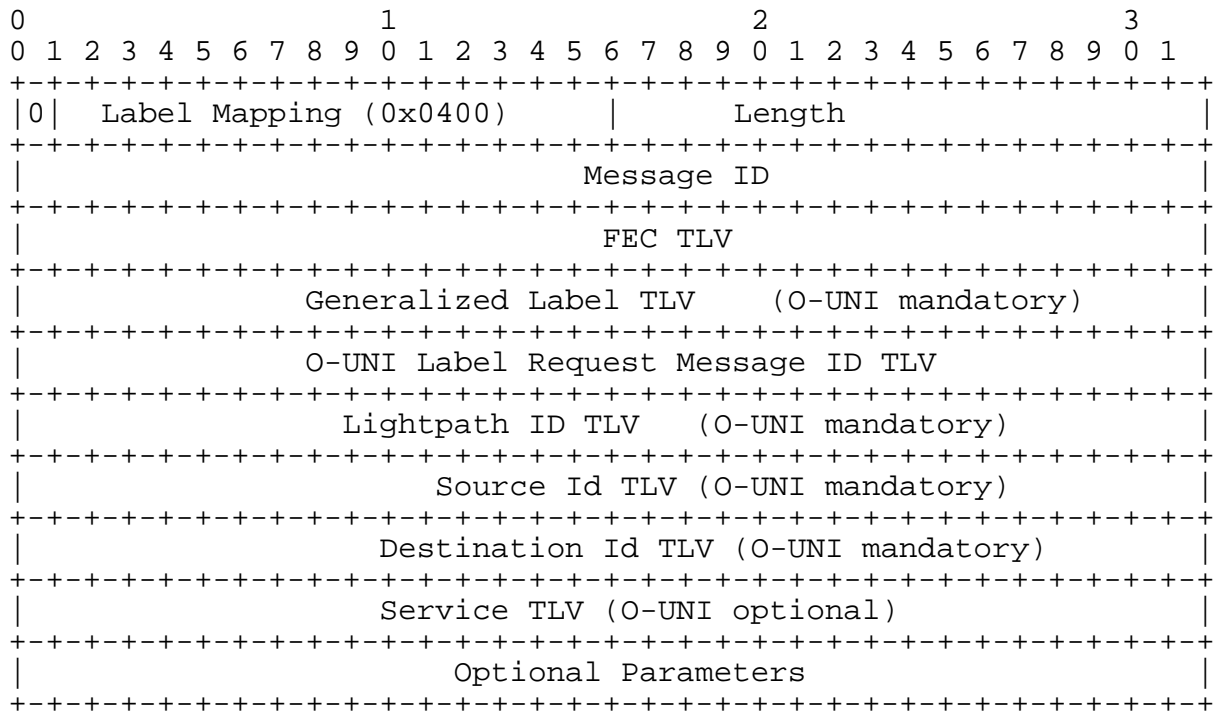 0                   1                   2                   3
0 1 2 3 4 5 6 7 8 9 0 1 2 3 4 5 6 7 8 9 0 1 2 3 4 5 6 7 8 9 0 1
+-+-+-+-+-+-+-+-+-+-+-+-+-+-+-+-+-+-+-+-+-+-+-+-+-+-+-+-+-+-+-+-+
|0|  Label Mapping (0x0400)     |      Length                   |
+-+-+-+-+-+-+-+-+-+-+-+-+-+-+-+-+-+-+-+-+-+-+-+-+-+-+-+-+-+-+-+-+
|                              Message ID                       |
+-+-+-+-+-+-+-+-+-+-+-+-+-+-+-+-+-+-+-+-+-+-+-+-+-+-+-+-+-+-+-+-+
|                               FEC TLV                         |
+-+-+-+-+-+-+-+-+-+-+-+-+-+-+-+-+-+-+-+-+-+-+-+-+-+-+-+-+-+-+-+-+
|               Generalized Label TLV    (O-UNI mandatory)      |
+-+-+-+-+-+-+-+-+-+-+-+-+-+-+-+-+-+-+-+-+-+-+-+-+-+-+-+-+-+-+-+-+
|               O-UNI Label Request Message ID TLV              |
+-+-+-+-+-+-+-+-+-+-+-+-+-+-+-+-+-+-+-+-+-+-+-+-+-+-+-+-+-+-+-+-+
|                 Lightpath ID TLV   (O-UNI mandatory)          |
+-+-+-+-+-+-+-+-+-+-+-+-+-+-+-+-+-+-+-+-+-+-+-+-+-+-+-+-+-+-+-+-+
|                      Source Id TLV (O-UNI mandatory)          |
+-+-+-+-+-+-+-+-+-+-+-+-+-+-+-+-+-+-+-+-+-+-+-+-+-+-+-+-+-+-+-+-+
|                   Destination Id TLV (O-UNI mandatory)        |
+-+-+-+-+-+-+-+-+-+-+-+-+-+-+-+-+-+-+-+-+-+-+-+-+-+-+-+-+-+-+-+-+
|                   Service TLV (O-UNI optional)                |
+-+-+-+-+-+-+-+-+-+-+-+-+-+-+-+-+-+-+-+-+-+-+-+-+-+-+-+-+-+-+-+-+
|                       Optional Parameters                     |
+-+-+-+-+-+-+-+-+-+-+-+-+-+-+-+-+-+-+-+-+-+-+-+-+-+-+-+-+-+-+-+-+